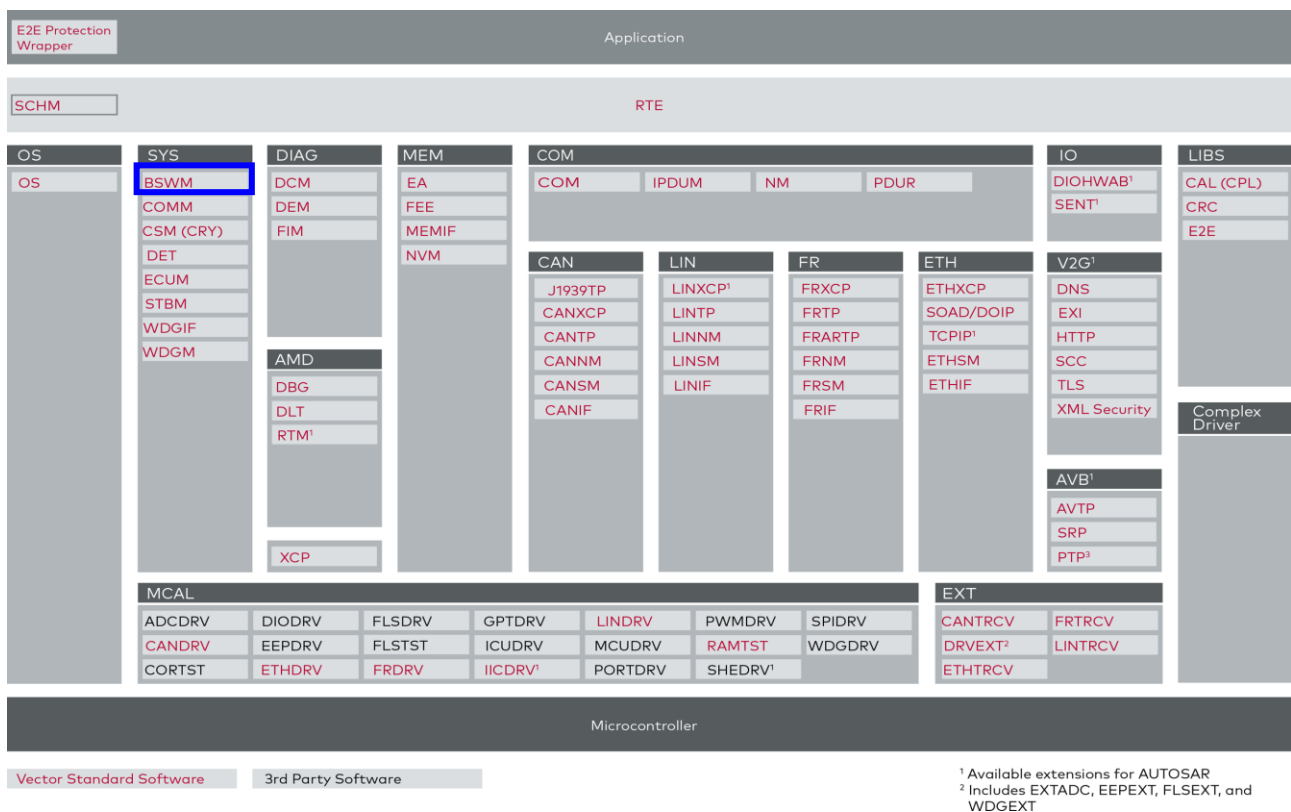 E2E Protection
Wrapper
Application
SCHM
RTE
OS
OS
SYS
BSWM
COMM
CSM (CRY)
DET
ECUM
STBM
WDGIF
WDGM
DIAG
DCM
DEM
FIM
AMD
DBG
DLT
RTM¹
XCP
MEM
EA
FEE
MEMIF
NVM
COM
COM IPDUM NM PDUR
CAN
J1939TP
CANXCP
CANTP
CANNM
CANSM
CANIF
LIN
LINXCP¹
LINTP
LINNM
LINSM
LINIF
FR
FRXCP
FRTP
FRARTP
FRNM
FRSM
FRIF
ETH
ETHXCP
SOAD/DOIP
TCPIP¹
ETHSM
ETHIF
IO
DIOHWAB¹
SENT¹
V2G¹
DNS
EXI
HTTP
SCC
TLS
XML Security
AVB¹
AVTP
SRP
PTP³
LIBS
CAL (CPL)
CRC
E2E
Complex
Driver
MCAL
ADCDRV DIODRV FLSDRV GPTDRV LINDRV PWMDRV SPIDRV
CANDRV EEPDRV FLSTST ICUDRV MCUDRV RAMTST WDGDRV
CORTST ETHDRV FRDRV IICDRV¹ PORTDRV SHEDRV¹
EXT
CANTRCV FRTRCV
DRVEXT² LINTRCV
ETHTRCV
Microcontroller
Vector Standard Software 3rd Party Software
¹ Available extensions for AUTOSAR
² Includes EXTADC, EEPEXT, FLSEXT, and
WDGEXT